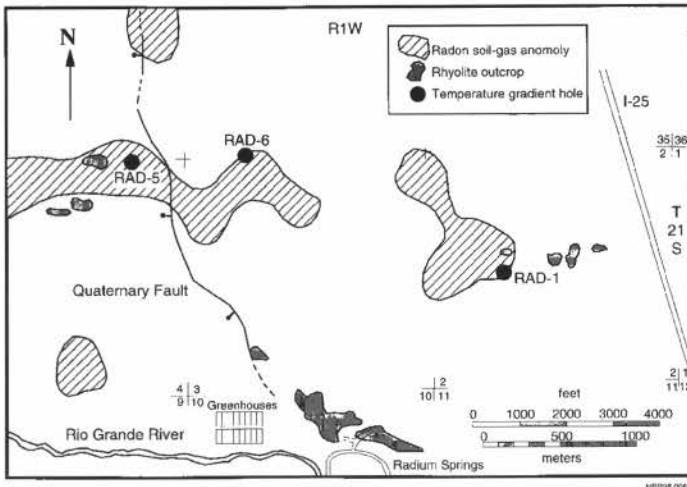 R1W
N
Radon soil-gas anomoly
Rhyolite outcrop
Temperature gradient hole
I-25
35|36
2|1
RAD-6
RAD-5
T
21
S
RAD-1
Quaternary Fault
4|3
9|10
2
10|11
2|1
11|12
Greenhouses
feet
0 1000 2000 3000 4000
0 500 1000
meters
Rio Grande River
Radium Springs